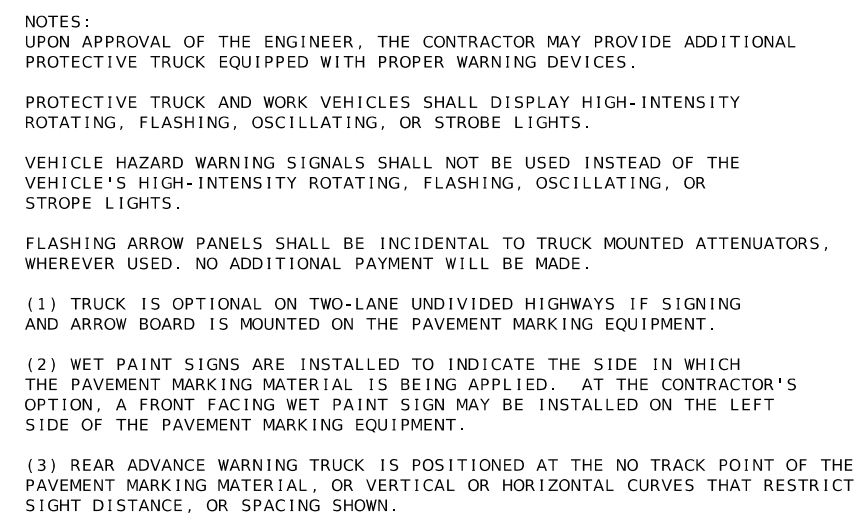 NOTES:
UPON APPROVAL OF THE ENGINEER, THE CONTRACTOR MAY PROVIDE ADDITIONAL
PROTECTIVE TRUCK EQUIPPED WITH PROPER WARNING DEVICES.
PROTECTIVE TRUCK AND WORK VEHICLES SHALL DISPLAY HIGH-INTENSITY
ROTATING, FLASHING, OSCILLATING, OR STROBE LIGHTS.
VEHICLE HAZARD WARNING SIGNALS SHALL NOT BE USED INSTEAD OF THE
VEHICLE'S HIGH-INTENSITY ROTATING, FLASHING, OSCILLATING, OR
STROPE LIGHTS.
FLASHING ARROW PANELS SHALL BE INCIDENTAL TO TRUCK MOUNTED ATTENUATORS,
WHEREVER USED. NO ADDITIONAL PAYMENT WILL BE MADE.
(1) TRUCK IS OPTIONAL ON TWO-LANE UNDIVIDED HIGHWAYS IF SIGNING
AND ARROW BOARD IS MOUNTED ON THE PAVEMENT MARKING EQUIPMENT.
(2) WET PAINT SIGNS ARE INSTALLED TO INDICATE THE SIDE IN WHICH
THE PAVEMENT MARKING MATERIAL IS BEING APPLIED.  AT THE CONTRACTOR'S
OPTION, A FRONT FACING WET PAINT SIGN MAY BE INSTALLED ON THE LEFT
SIDE OF THE PAVEMENT MARKING EQUIPMENT.
(3) REAR ADVANCE WARNING TRUCK IS POSITIONED AT THE NO TRACK POINT OF THE
PAVEMENT MARKING MATERIAL, OR VERTICAL OR HORIZONTAL CURVES THAT RESTRICT
SIGHT DISTANCE, OR SPACING SHOWN.